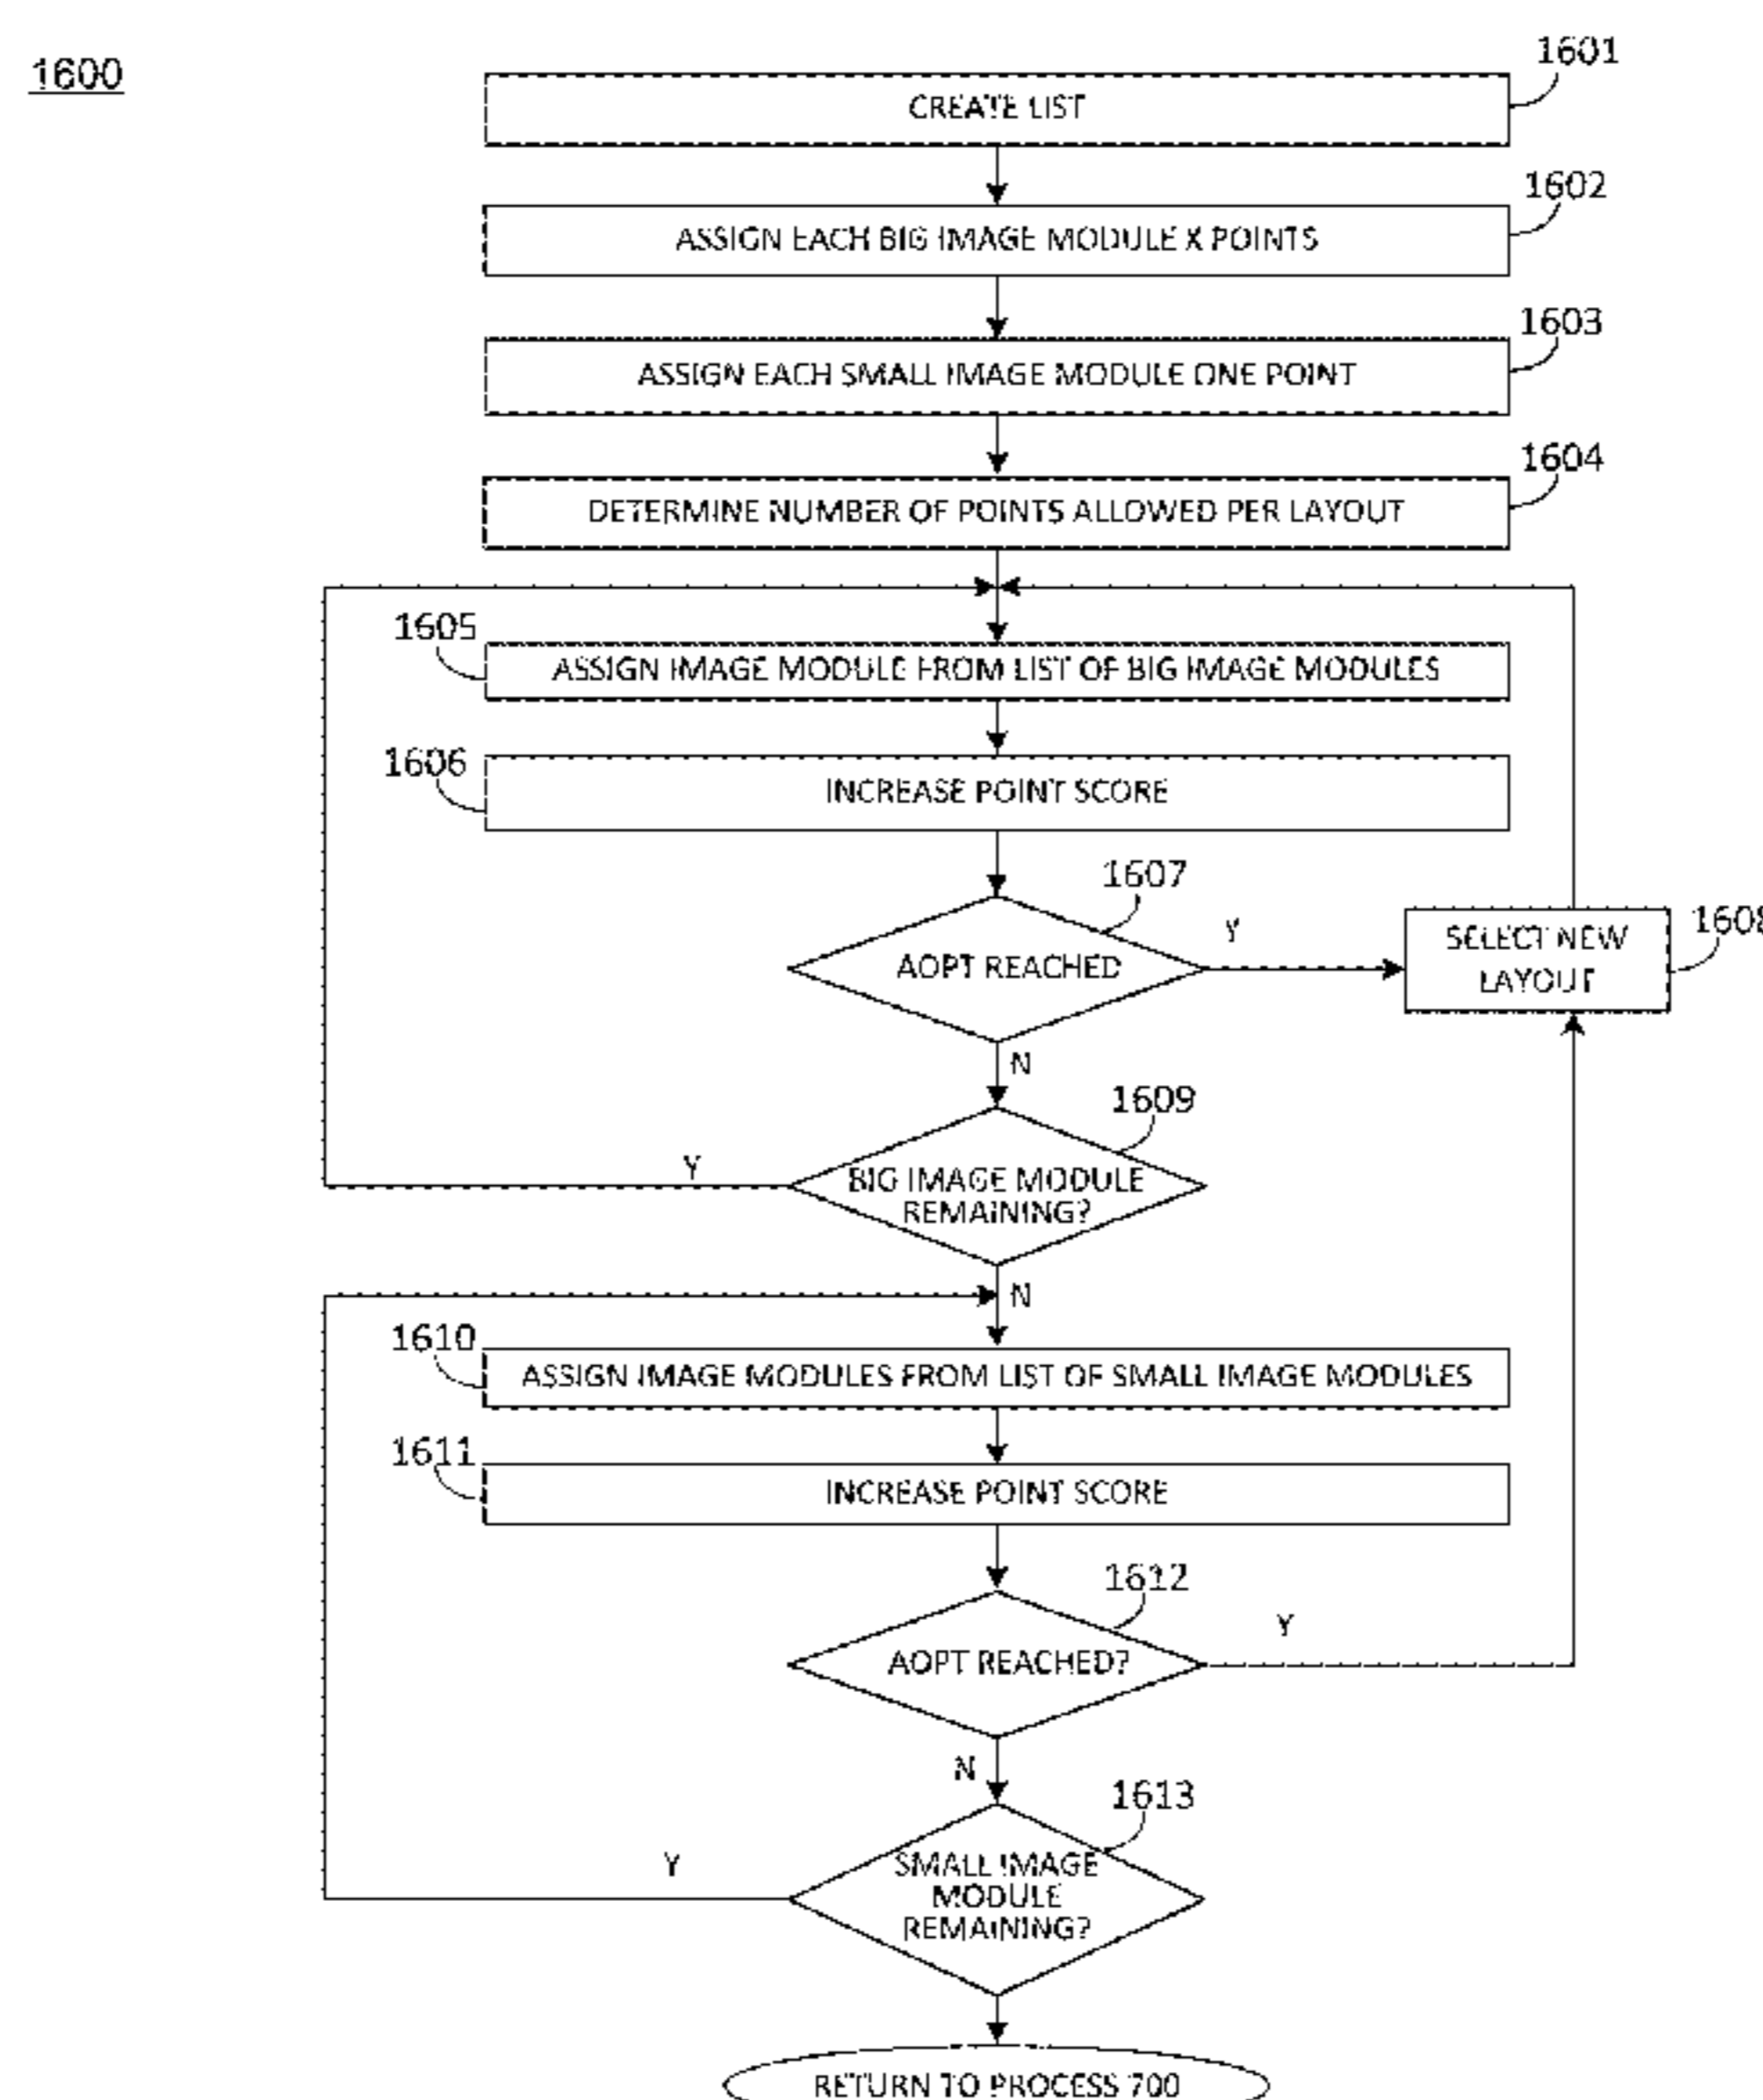 1600
1601
CREATE LIST
1602
ASSIGN EACH BIG IMAGE MODULE X POINTS
1603
ASSIGN EACH SMALL IMAGE MODULE ONE POINT
1604
DETERMINE NUMBER OF POINTS ALLOWED PER LAYOUT
1605
ASSIGN IMAGE MODULE FROM LIST OF BIG IMAGE MODULES
1606
INCREASE POINT SCORE
1607
AOPT REACHED
Y
1608
SELECT NEW
LAYOUT
N
1609
BIG IMAGE MODULE
REMAINING?
Y
N
1610
ASSIGN IMAGE MODULES FROM LIST OF SMALL IMAGE MODULES
1611
INCREASE POINT SCORE
1612
AOPT REACHED?
Y
N
1613
SMALL IMAGE
MODULE
REMAINING?
Y
RETURN TO PROCESS 700